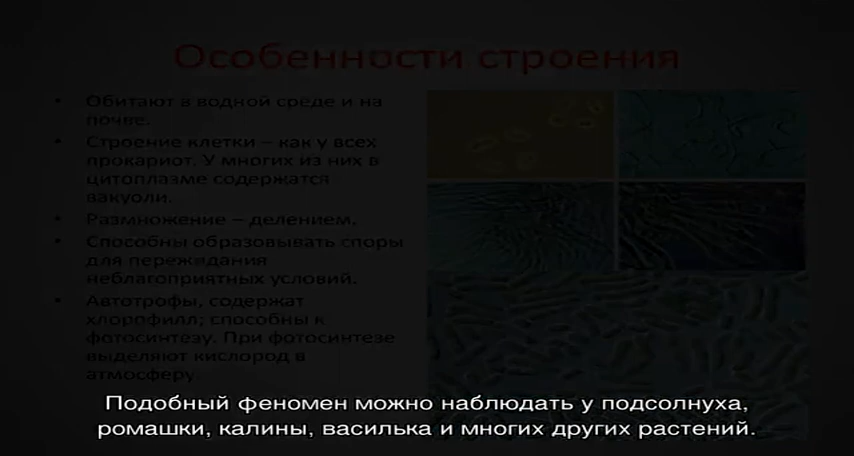 Особенности строения
• Обитают в водной среде и на
почве.
• Строение клетки – как у всех
прокариот. У многих из них в
цитоплазме содержатся
вакуоли.
• Размножение – делением.
• Способны образовывать споры
для переживания
неблагоприятных условий.
• Автотрофы, содержат
хлорофилл; способны к
фотосинтезу. При фотосинтезе
выделяют кислород в
атмосферу
Подобный феномен можно наблюдать у подсолнуха,
ромашки, калины, василька и многих других растений.